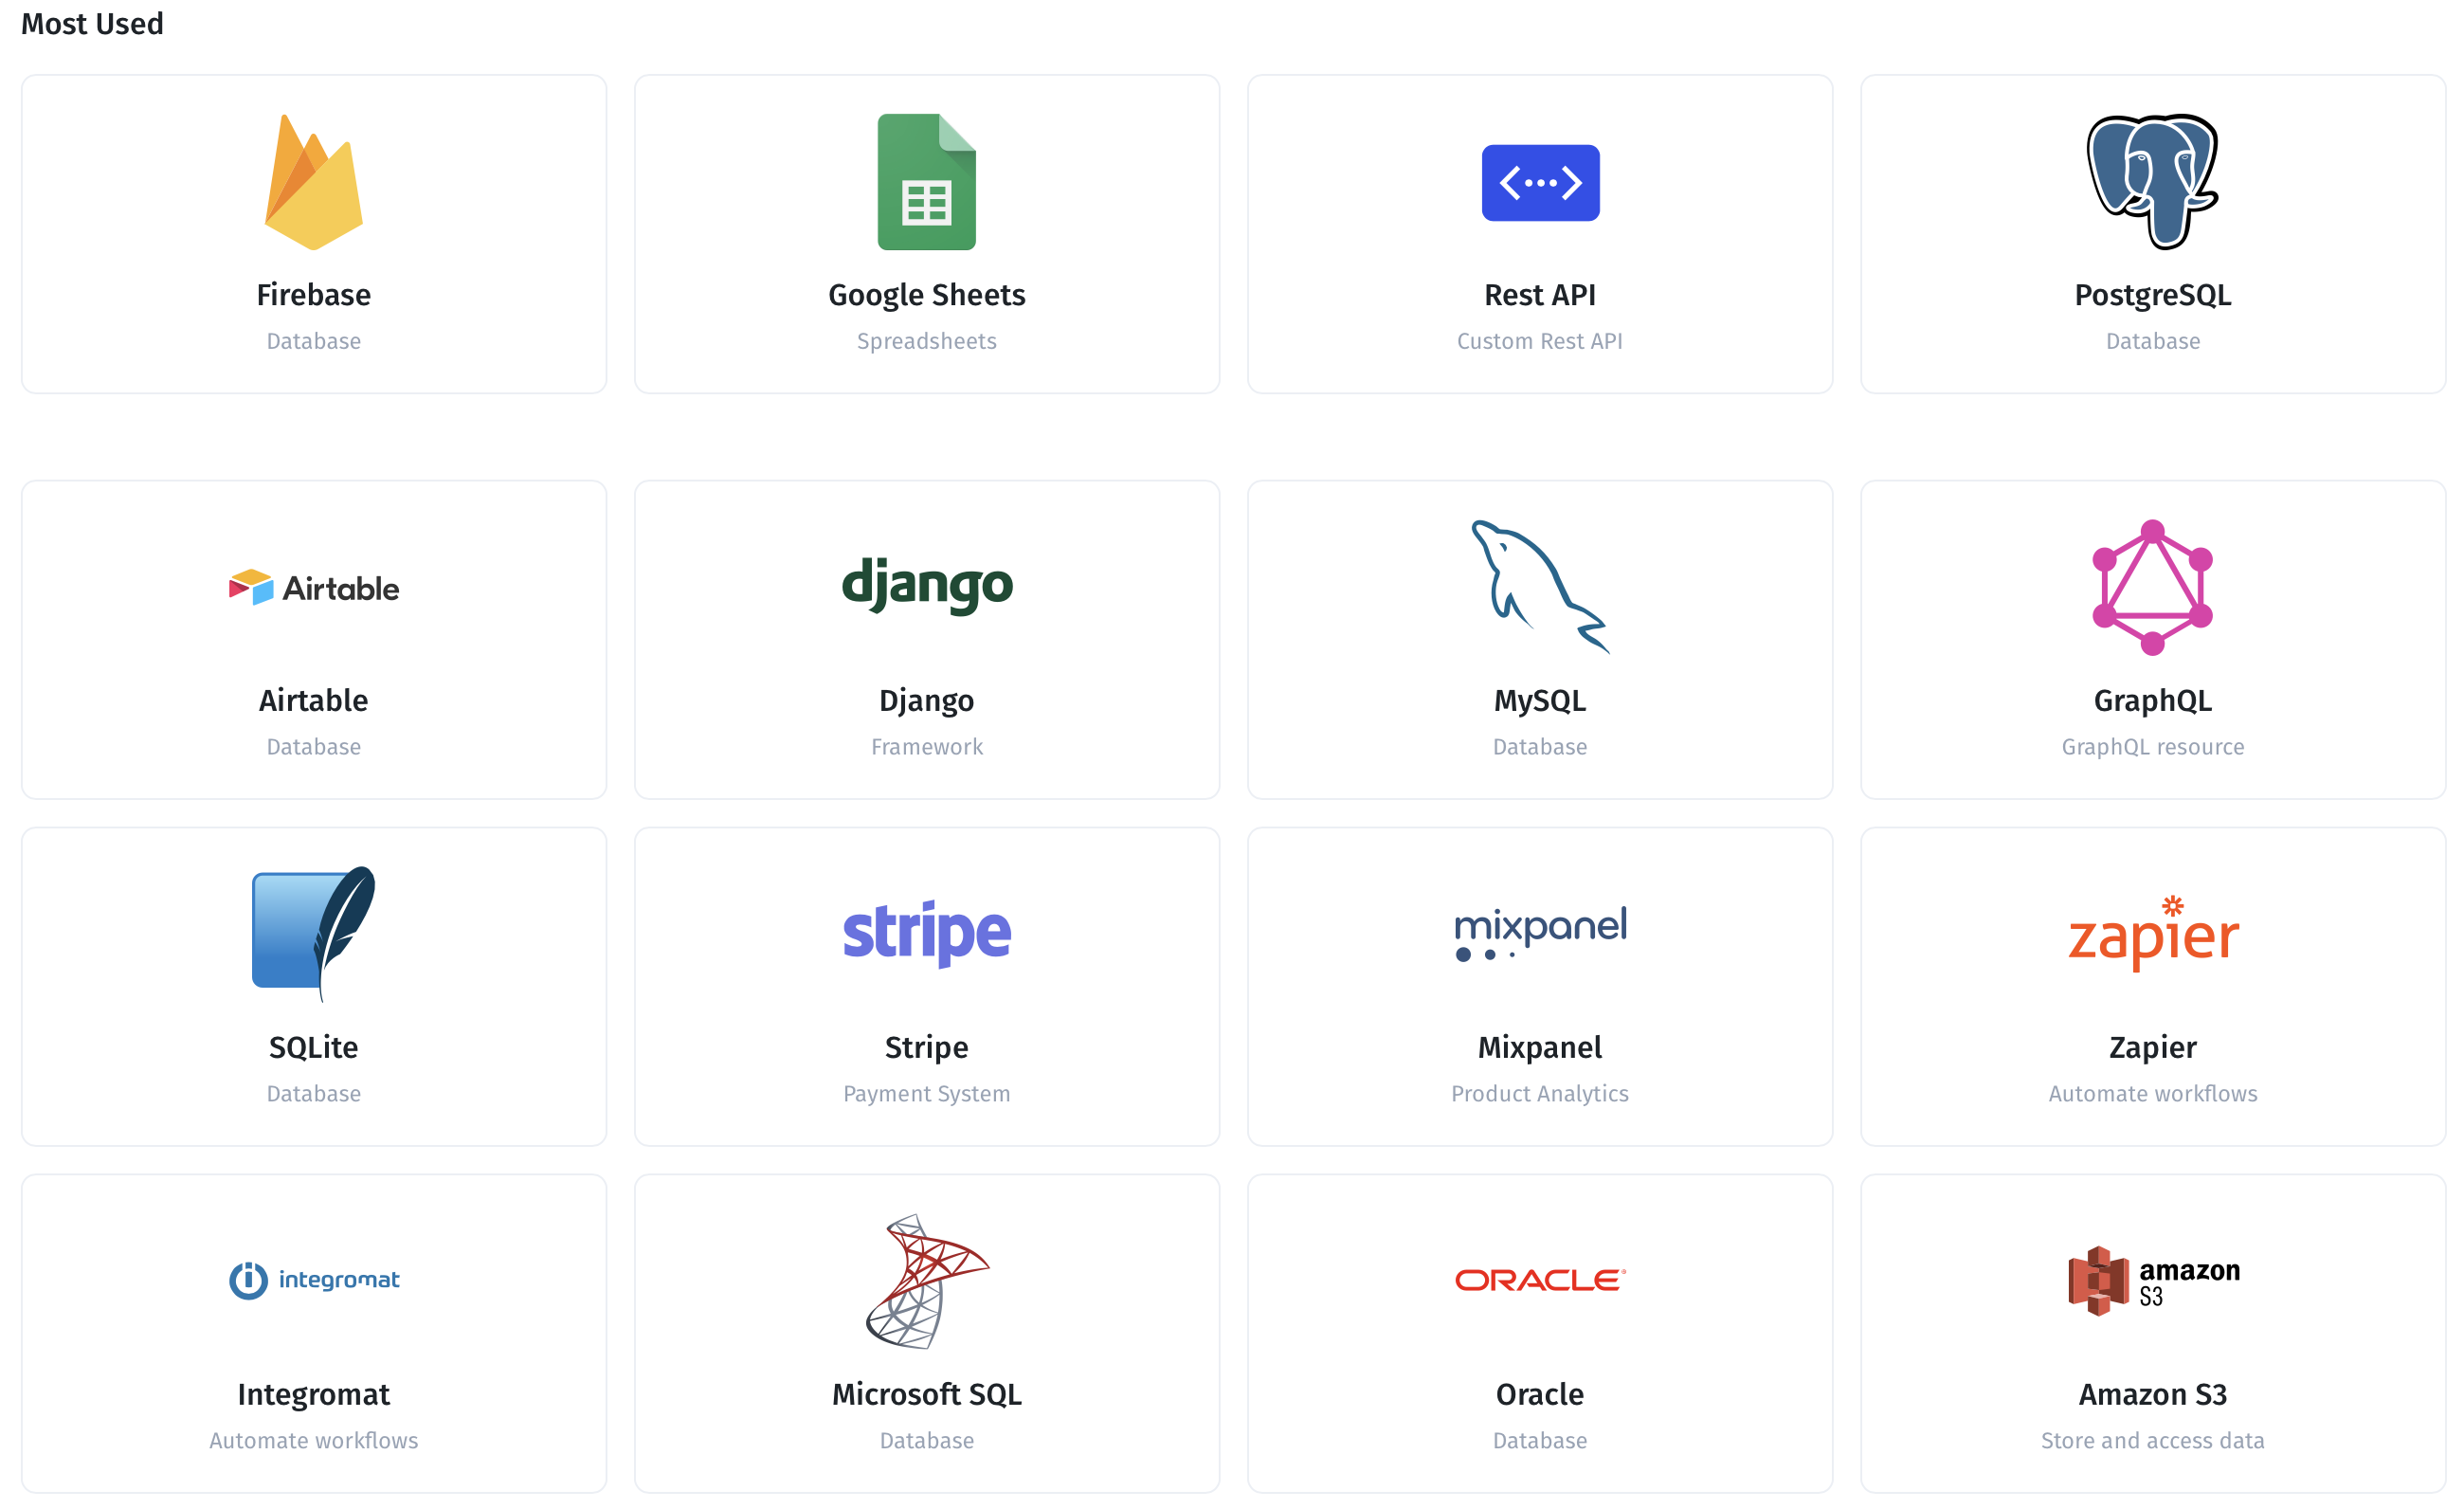 Most Used
Firebase
Database
Google Sheets
Spreadsheets
Rest API
Custom Rest API
PostgreSQL
Database
Airtable
Airtable
Database
django
Django
Framework
MySQL
Database
GraphQL
GraphQL resource
SQLite
Database
stripe
Stripe
Payment System
mixpanel
Mixpanel
Product Analytics
zapier
Zapier
Automate workflows
integromat
Integromat
Automate workflows
Microsoft SQL
Database
ORACLE®
Oracle
Database
amazon
S3
Amazon S3
Store and access data